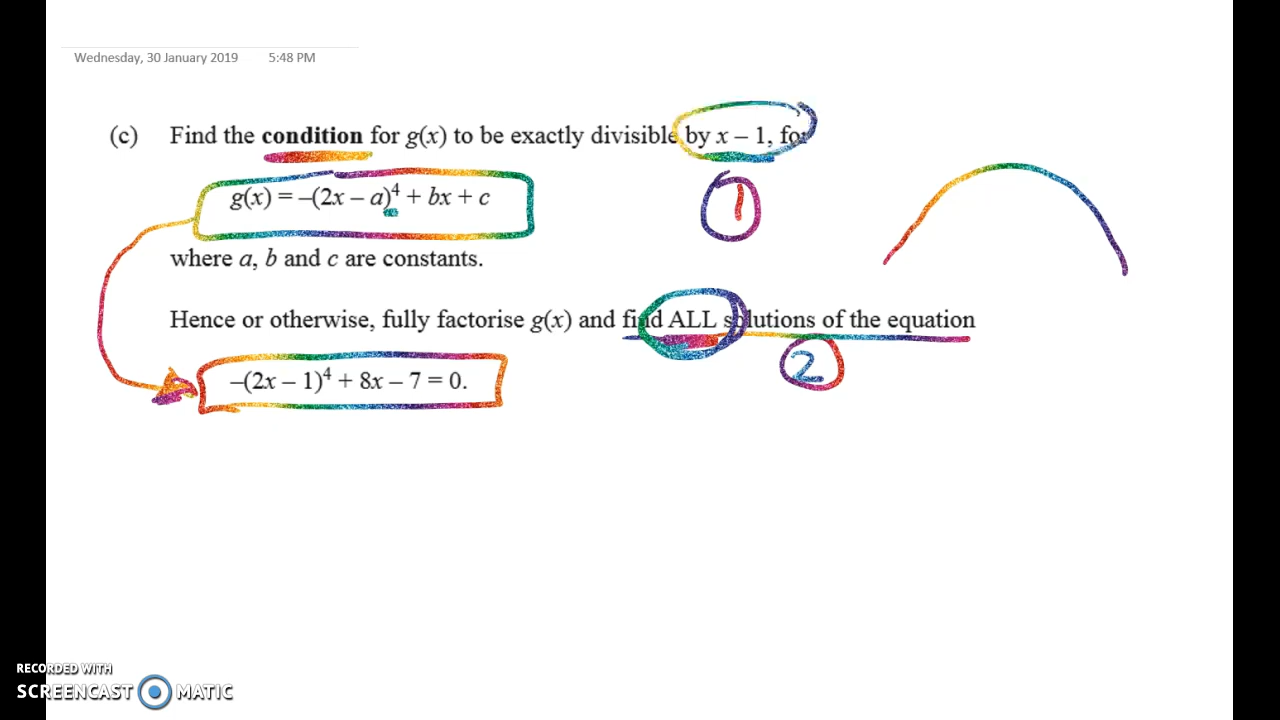 Wednesday, 30 January 2019 5:48 PM
(c) Find the condition for g(x) to be exactly divisible by x – 1, for
g(x) = –(2x – a)⁴ + bx + c
1
where a, b and c are constants.
Hence or otherwise, fully factorise g(x) and find ALL solutions of the equation
2
–(2x – 1)⁴ + 8x – 7 = 0.
RECORDED WITH
SCREENCAST MATIC